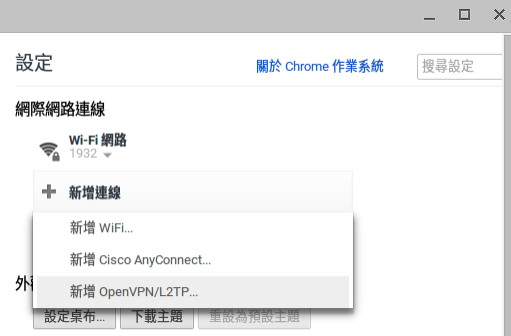 設定
關於 Chrome 作業系統
搜尋設定
網際網路連線
Wi-Fi 網路
1932
新增連線
新增 WiFi...
新增 Cisco AnyConnect...
新增 OpenVPN/L2TP...
外
設定桌布...
下載主題
重設為預設主題